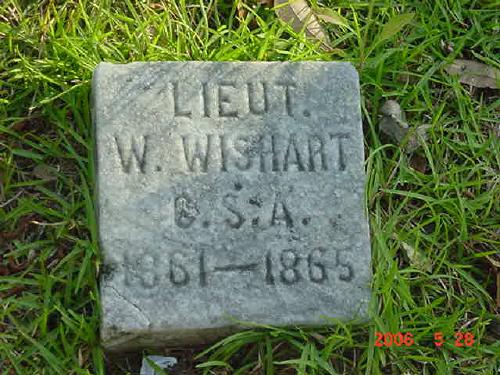 LIEUT.
W. WISHART
C.S.A.
1861—1865
2006 5 28